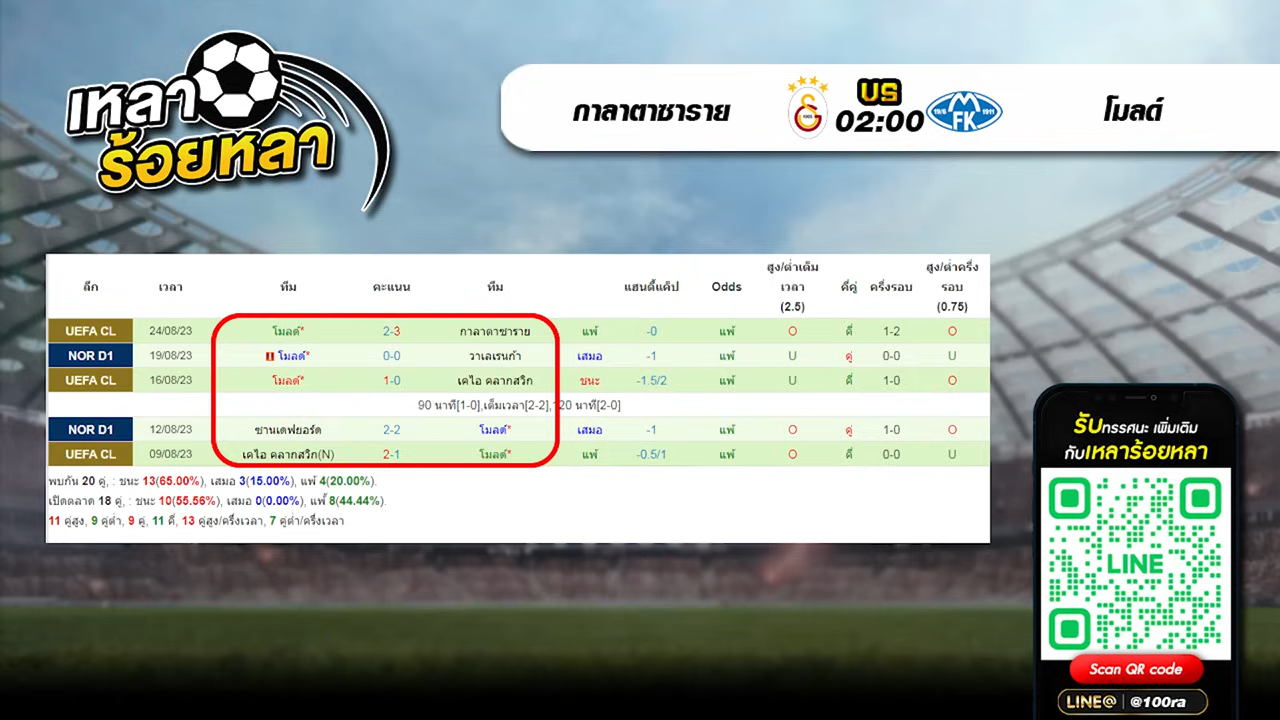 เหลา
ร้อยหลา
กาลาตาซาราย VS โมลด์
02:00
ลีก เวลา ทีม คะแนน ทีม แฮนดี้แค็ป Odds สูง/ต่ำเต็มเวลา (2.5) คี่คู่ ครึ่งรอบ สูง/ต่ำครึ่งรอบ (0.75)
UEFA CL 24/08/23 โมลด์* 2-3 กาลาตาซาราย แพ้ -0 แพ้ O คี่ 1-2 O
NOR D1 19/08/23 1 โมลด์* 0-0 วาเลเรนก้า เสมอ -1 แพ้ U คู่ 0-0 U
UEFA CL 16/08/23 โมลด์* 1-0 เคไอ คลากสวิก ชนะ -1.5/2 แพ้ U คี่ 1-0 O
90 นาที[1-0],เต็มเวลา[2-2],120 นาที[2-0]
NOR D1 12/08/23 ซานเดฟยอร์ด 2-2 โมลด์* เสมอ -1 แพ้ O คู่ 1-0 O
UEFA CL 09/08/23 เคไอ คลากสวิก(N) 2-1 โมลด์* แพ้ -0.5/1 แพ้ O คี่ 0-0 U
พบกัน 20 คู่, : ชนะ 13(65.00%), เสมอ 3(15.00%), แพ้ 4(20.00%).
เปิดตลาด 18 คู่, : ชนะ 10(55.56%), เสมอ 0(0.00%), แพ้ 8(44.44%).
11 คู่สูง, 9 คู่ต่ำ, 9 คู่, 11 คี่, 13 คู่สูง/ครึ่งเวลา, 7 คู่ต่ำ/ครึ่งเวลา
รับทรรศนะ เพิ่มเติม
กับเหลาร้อยหลา
LINE
Scan QR code
LINE@ | @100ra